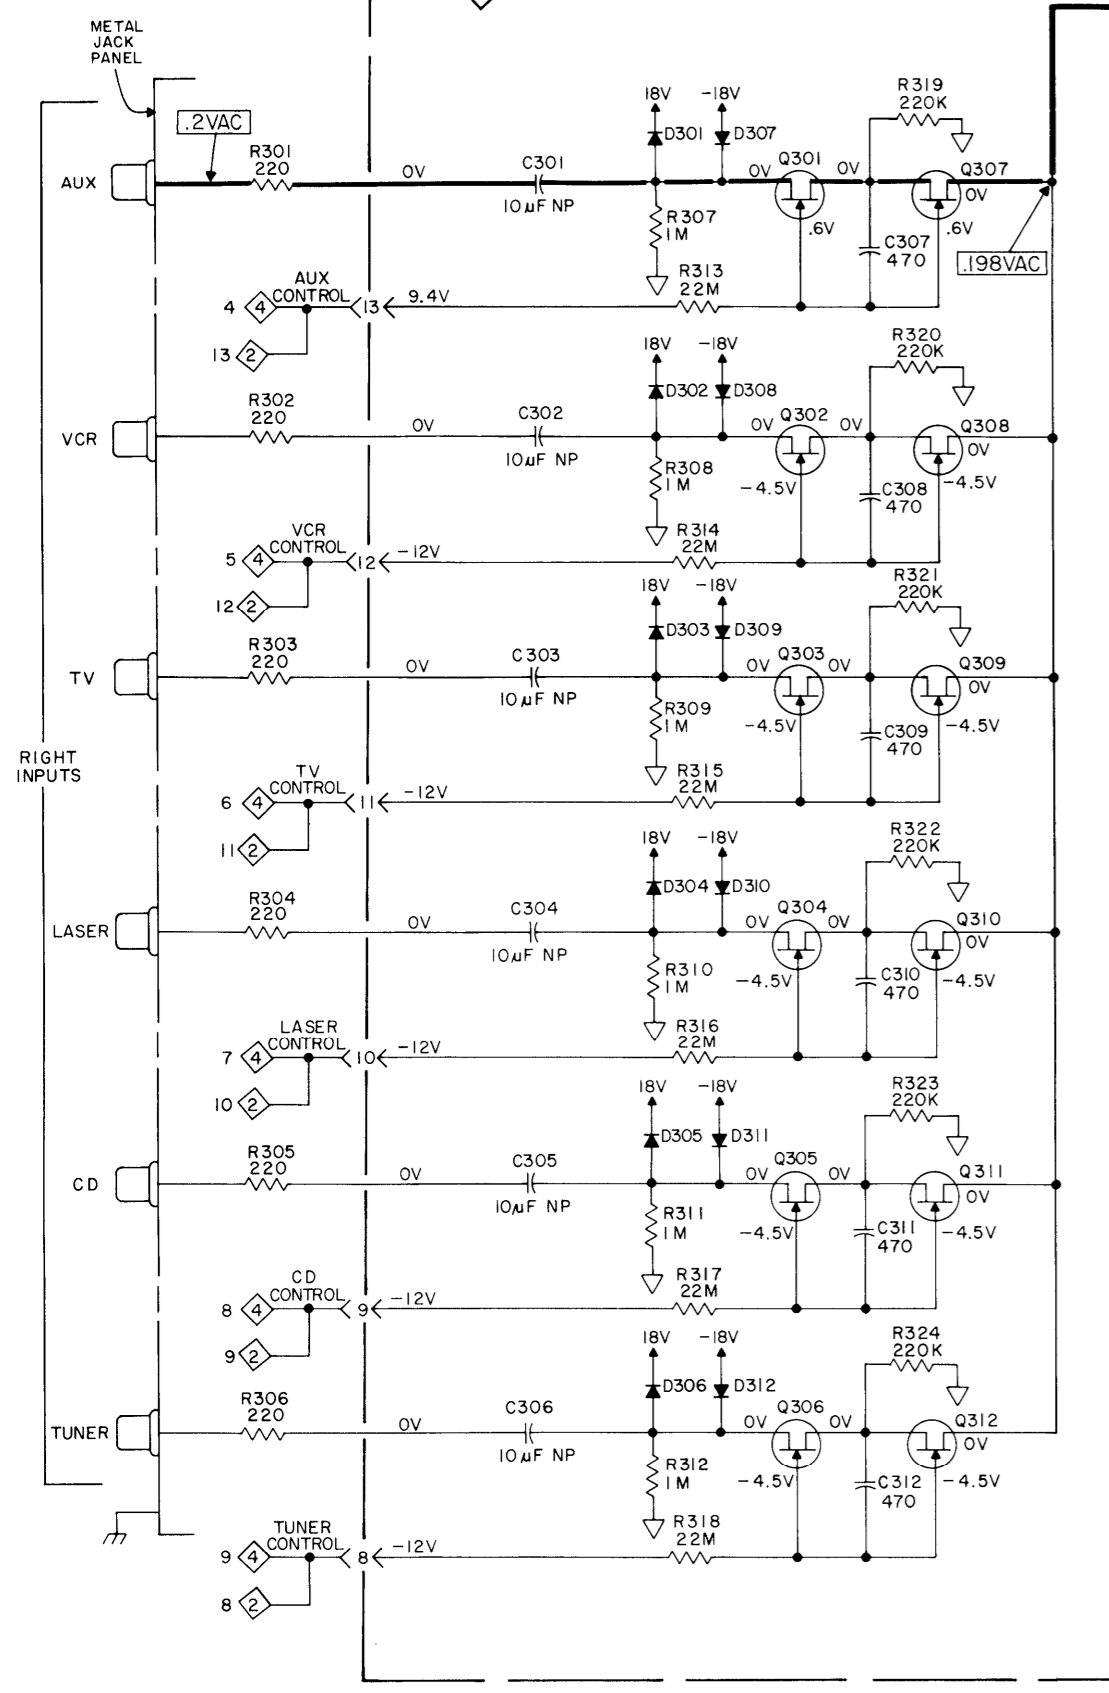 METAL
JACK
PANEL
.2VAC
AUX
R301
220
0V
C301
10µF NP
18V
-18V
D301
D307
R307
1M
0V
Q301
0V
.6V
R319
220K
Q307
0V
.6V
C307
470
.198VAC
R313
22M
AUX
CONTROL
4
4
13
9.4V
13
2
VCR
R302
220
0V
C302
10µF NP
18V
-18V
D302
D308
R308
1M
0V
Q302
0V
-4.5V
R320
220K
Q308
0V
-4.5V
C308
470
R314
22M
VCR
CONTROL
5
4
12
-12V
12
2
TV
R303
220
0V
C303
10µF NP
18V
-18V
D303
D309
R309
1M
0V
Q303
0V
-4.5V
R321
220K
Q309
0V
-4.5V
C309
470
R315
22M
RIGHT
INPUTS
TV
CONTROL
6
4
11
-12V
11
2
LASER
R304
220
0V
C304
10µF NP
18V
-18V
D304
D310
R310
1M
0V
Q304
0V
-4.5V
R322
220K
Q310
0V
-4.5V
C310
470
R316
22M
LASER
CONTROL
7
4
10
-12V
10
2
CD
R305
220
0V
C305
10µF NP
18V
-18V
D305
D311
R311
1M
0V
Q305
0V
-4.5V
R323
220K
Q311
0V
-4.5V
C311
470
R317
22M
CD
CONTROL
8
4
9
-12V
9
2
TUNER
R306
220
0V
C306
10µF NP
18V
-18V
D306
D312
R312
1M
0V
Q306
0V
-4.5V
R324
220K
Q312
0V
-4.5V
C312
470
R318
22M
TUNER
CONTROL
9
4
8
-12V
8
2